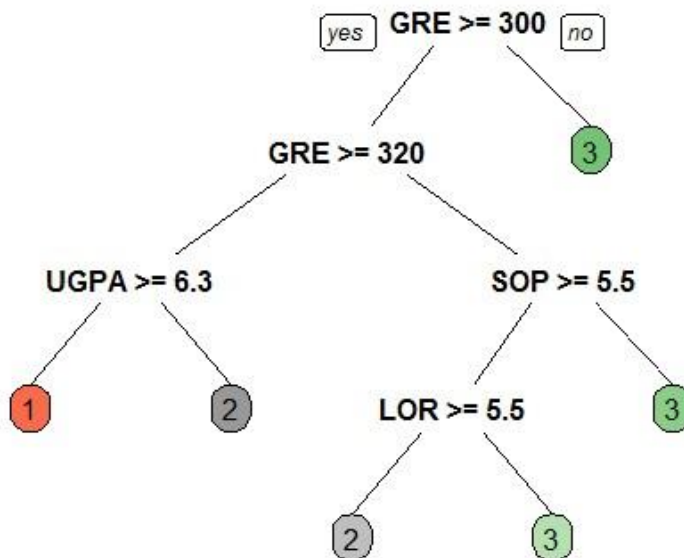 yes GRE >= 300 no
GRE >= 320 3
UGPA >= 6.3 SOP >= 5.5
1 2 LOR >= 5.5 3
2 3